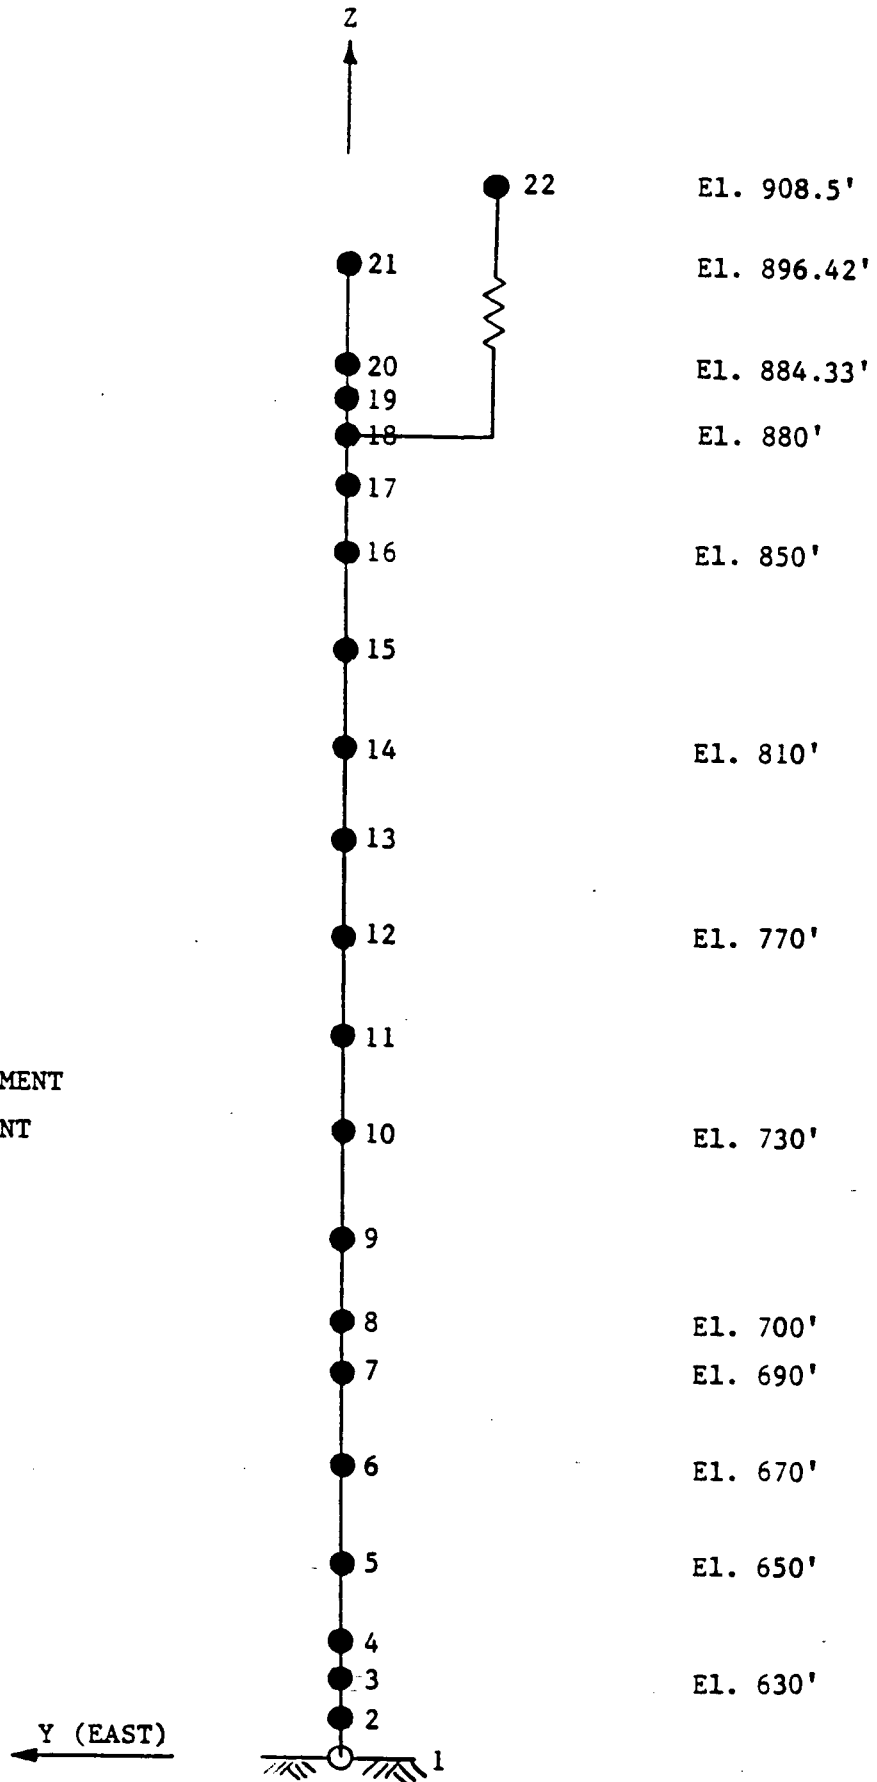 Z
22 El. 908.5'
21 El. 896.42'
20 El. 884.33'
19
18 El. 880'
17
16 El. 850'
15
14 El. 810'
13
12 El. 770'
11
MENT
NT
10 El. 730'
9
8 El. 700'
7 El. 690'
6 El. 670'
5 El. 650'
4
3 El. 630'
2
Y (EAST)
1